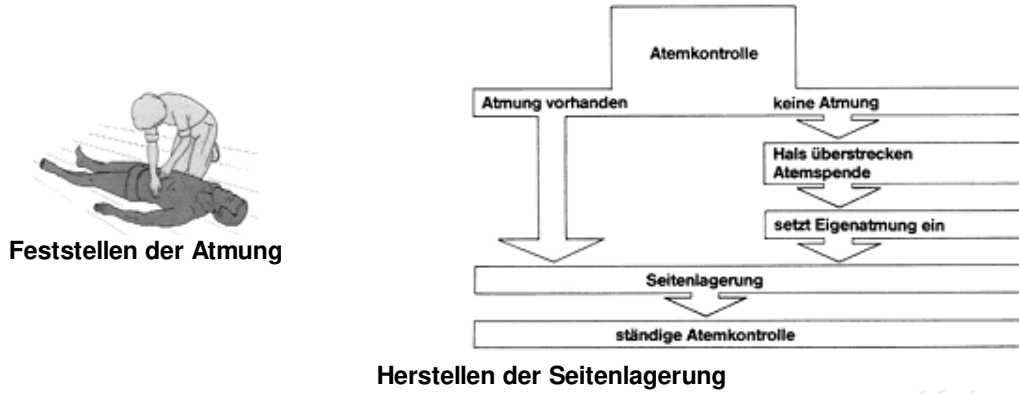 Atemkontrolle
Atmung vorhanden
keine Atmung
Hals überstrecken
Atemspende
setzt Eigenatmung ein
Feststellen der Atmung
Seitenlagerung
ständige Atemkontrolle
Herstellen der Seitenlagerung